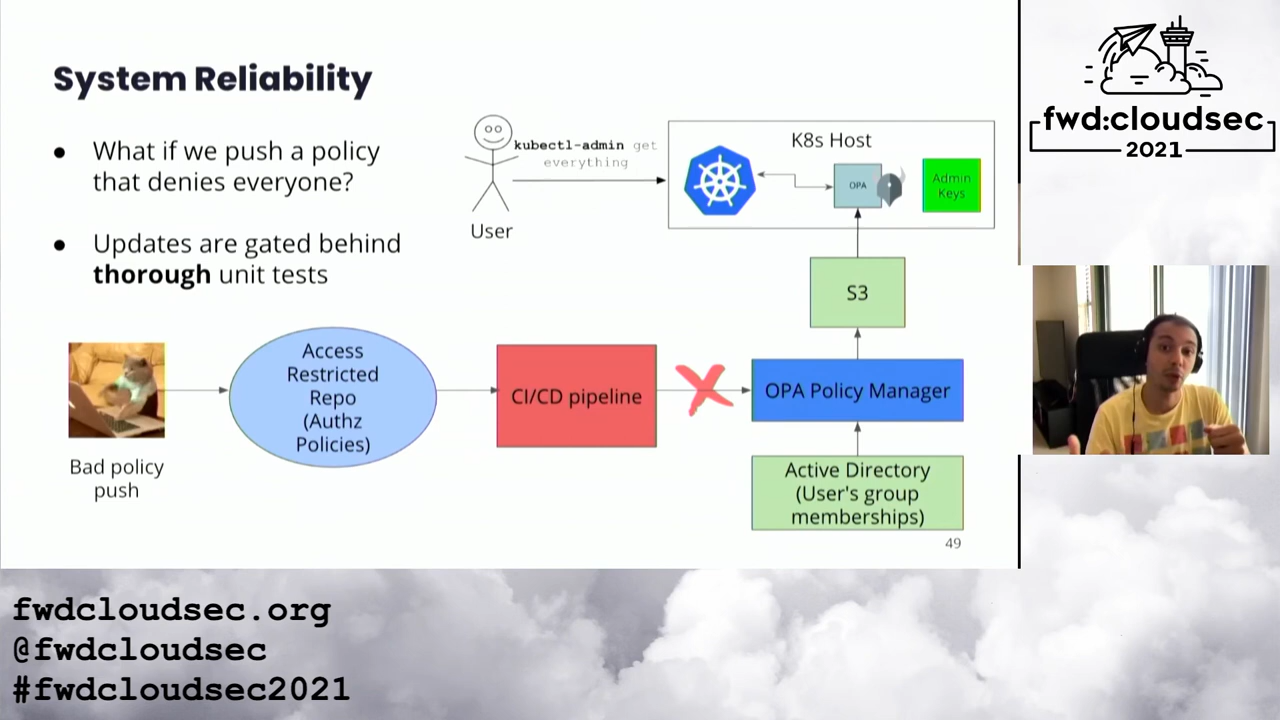 System Reliability
● What if we push a policy
that denies everyone?
● Updates are gated behind
thorough unit tests
kubectl-admin get
everything
User
K8s Host
OPA
Admin
Keys
S3
Bad policy
push
Access
Restricted
Repo
(Authz
Policies)
CI/CD pipeline
OPA Policy Manager
Active Directory
(User's group
memberships)
49
fwd:cloudsec
2021
fwdcloudsec.org
@fwdcloudsec
#fwdcloudsec2021